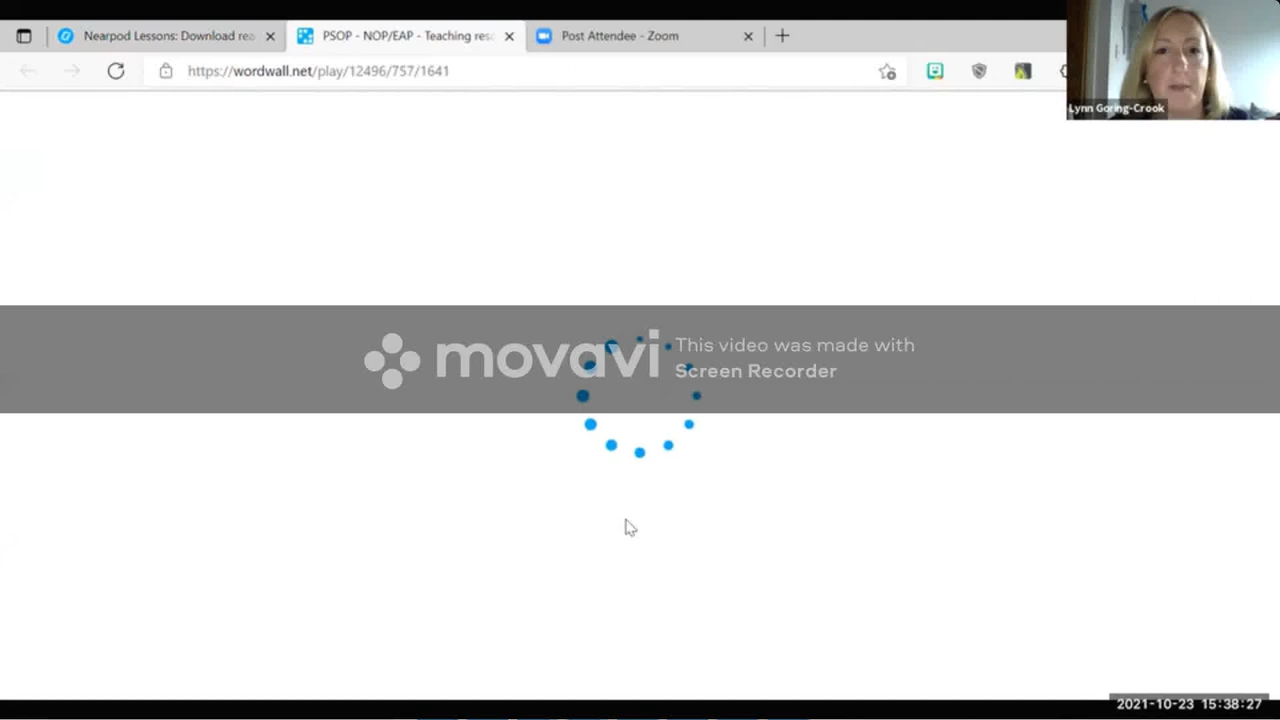 Nearpod Lessons: Download rea
PSOP - NOP/EAP - Teaching reso
Post Attendee - Zoom
https://wordwall.net/play/12496/757/1641
Lynn Goring-Crook
movavi
This video was made with
Screen Recorder
2021-10-23 15:38:27